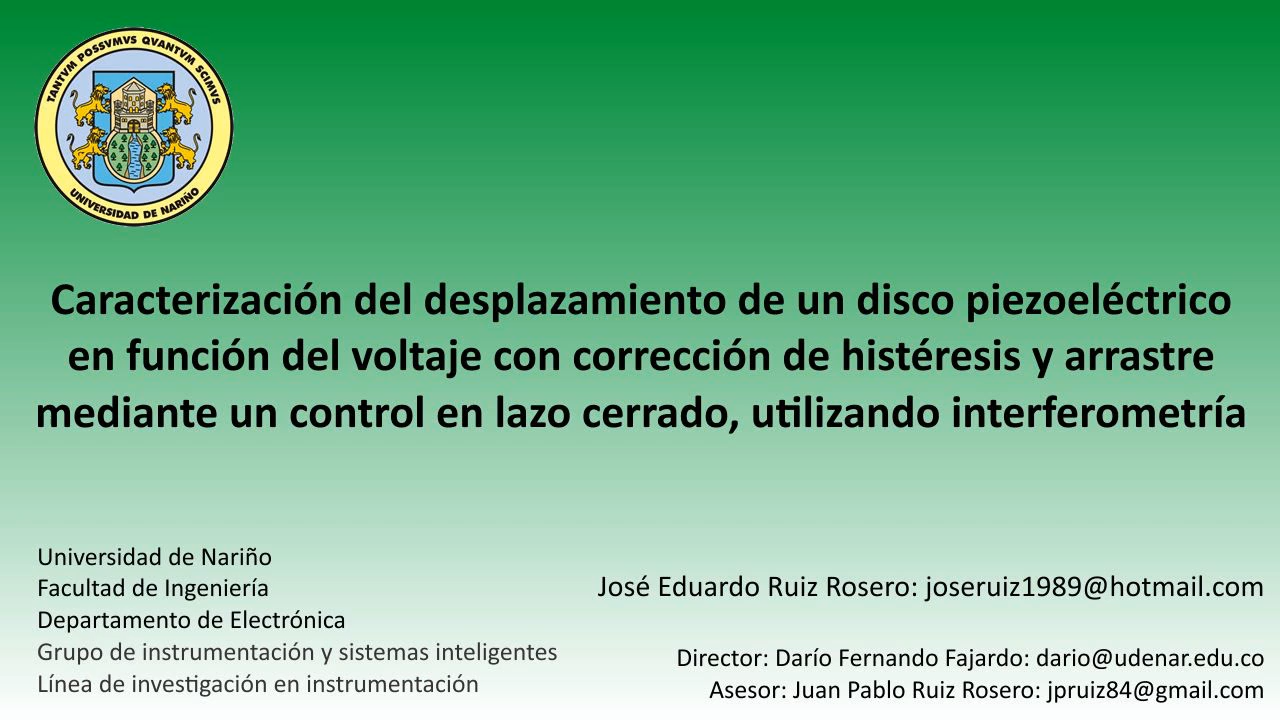 TANTVM POSSVMVS QVANTVM SCIMVS
UNIVERSIDAD DE NARIÑO
Caracterización del desplazamiento de un disco piezoeléctrico
en función del voltaje con corrección de histéresis y arrastre
mediante un control en lazo cerrado, utilizando interferometría
Universidad de Nariño
Facultad de Ingeniería
Departamento de Electrónica
Grupo de instrumentación y sistemas inteligentes
Línea de investigación en instrumentación
José Eduardo Ruiz Rosero: joseruiz1989@hotmail.com
Director: Darío Fernando Fajardo: dario@udenar.edu.co
Asesor: Juan Pablo Ruiz Rosero: jpruiz84@gmail.com